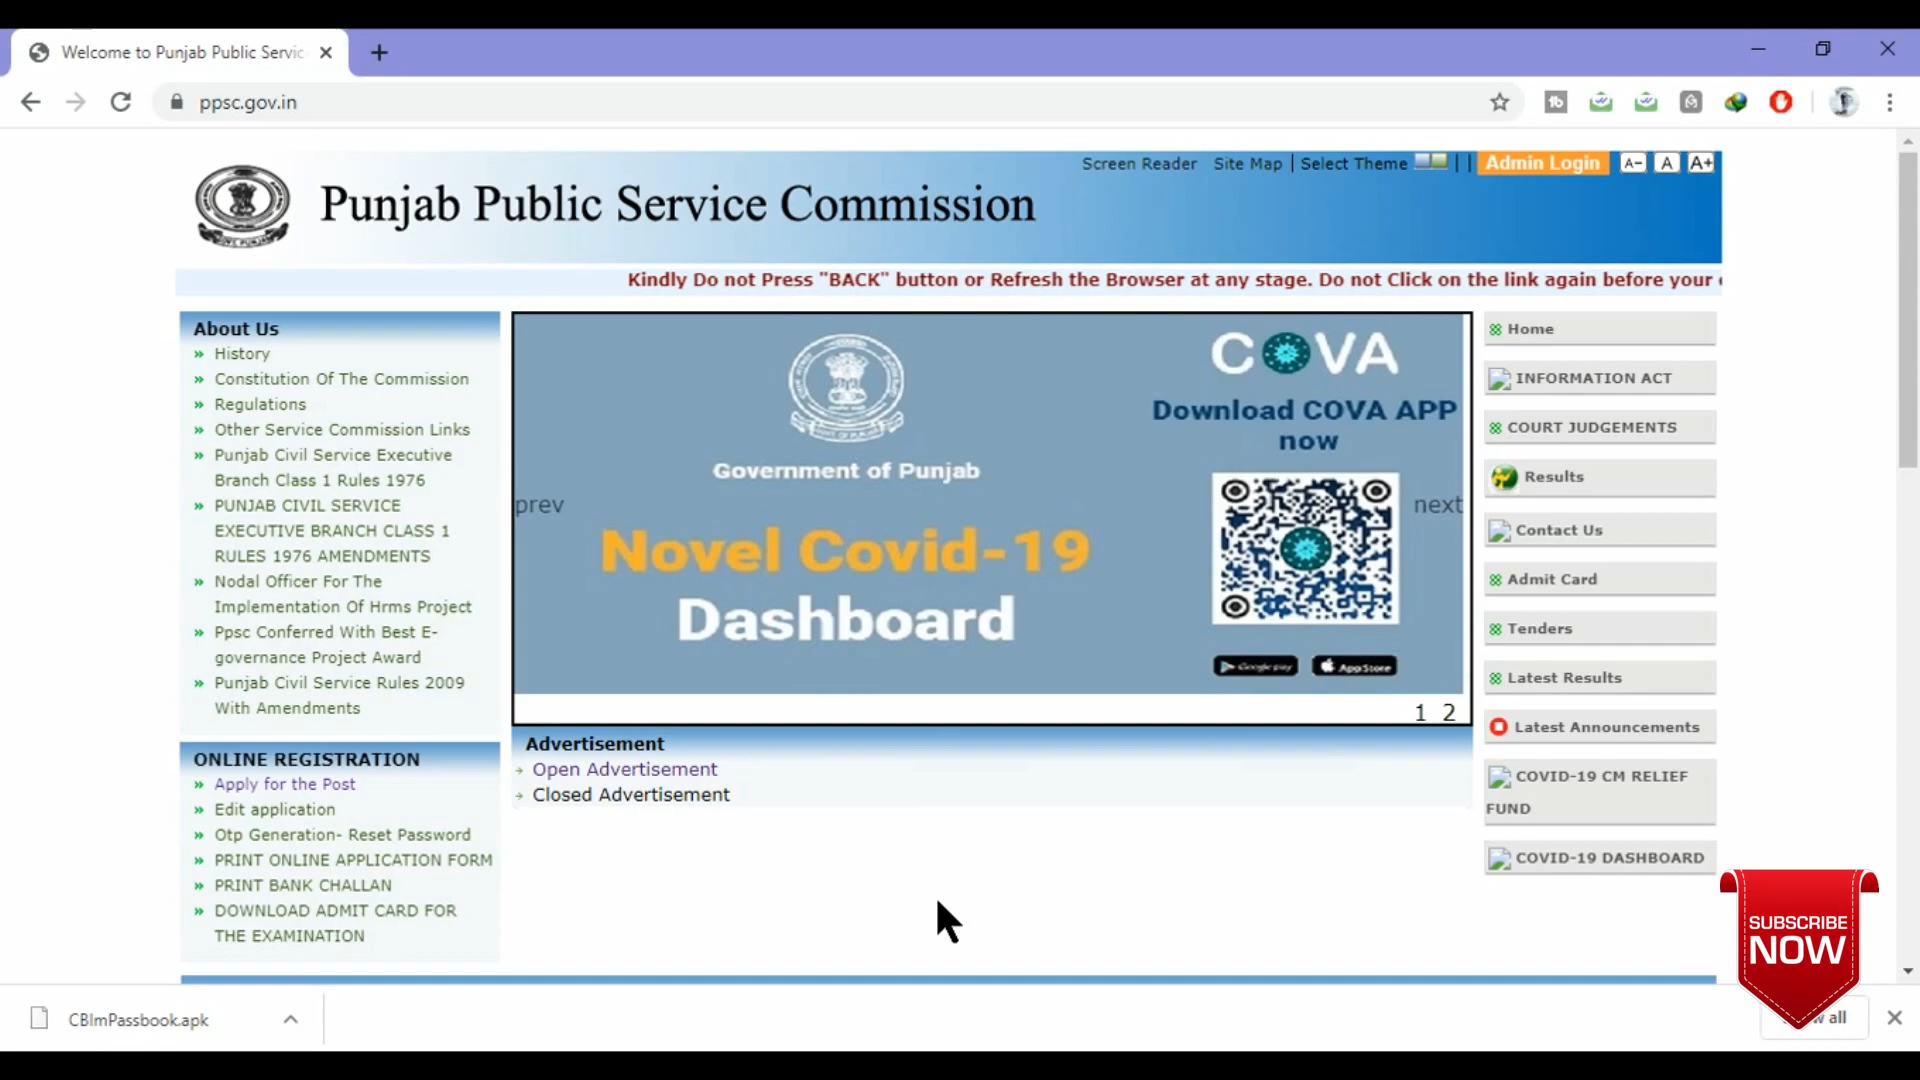 Welcome to Punjab Public Servic
ppsc.gov.in
Screen Reader Site Map | Select Theme | | Admin Login A- A A+
Punjab Public Service Commission
Kindly Do not Press "BACK" button or Refresh the Browser at any stage. Do not Click on the link again before your
About Us
» History
» Constitution Of The Commission
» Regulations
» Other Service Commission Links
» Punjab Civil Service Executive
Branch Class 1 Rules 1976
» PUNJAB CIVIL SERVICE
EXECUTIVE BRANCH CLASS 1
RULES 1976 AMENDMENTS
» Nodal Officer For The
Implementation Of Hrms Project
» Ppsc Conferred With Best E-
governance Project Award
» Punjab Civil Service Rules 2009
With Amendments
ONLINE REGISTRATION
» Apply for the Post
» Edit application
» Otp Generation- Reset Password
» PRINT ONLINE APPLICATION FORM
» PRINT BANK CHALLAN
» DOWNLOAD ADMIT CARD FOR
THE EXAMINATION
COVA
Download COVA APP
now
Government of Punjab
prev
next
Novel Covid-19
Dashboard
Google play
App Store
1 2
Advertisement
Open Advertisement
Closed Advertisement
Home
INFORMATION ACT
COURT JUDGEMENTS
Results
Contact Us
Admit Card
Tenders
Latest Results
Latest Announcements
COVID-19 CM RELIEF
FUND
COVID-19 DASHBOARD
SUBSCRIBE
NOW
CBImPassbook.apk
all